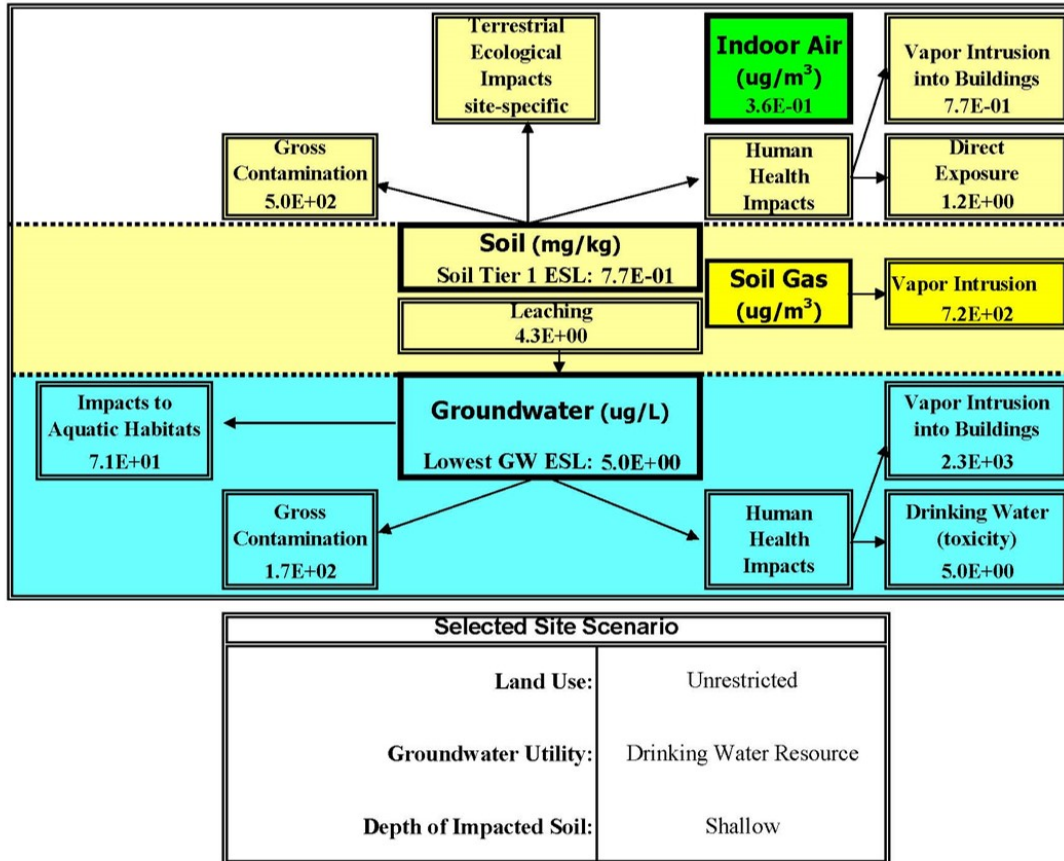 Terrestrial
Ecological
Impacts
site-specific
Indoor Air
(ug/m³)
3.6E-01
Vapor Intrusion
into Buildings
7.7E-01
Gross
Contamination
5.0E+02
Human
Health
Impacts
Direct
Exposure
1.2E+00
Soil (mg/kg)
Soil Tier 1 ESL: 7.7E-01
Soil Gas
(ug/m³)
Vapor Intrusion
7.2E+02
Leaching
4.3E+00
Impacts to
Aquatic Habitats
7.1E+01
Groundwater (ug/L)
Lowest GW ESL: 5.0E+00
Vapor Intrusion
into Buildings
2.3E+03
Gross
Contamination
1.7E+02
Human
Health
Impacts
Drinking Water
(toxicity)
5.0E+00
Selected Site Scenario
Land Use: Unrestricted
Groundwater Utility: Drinking Water Resource
Depth of Impacted Soil: Shallow